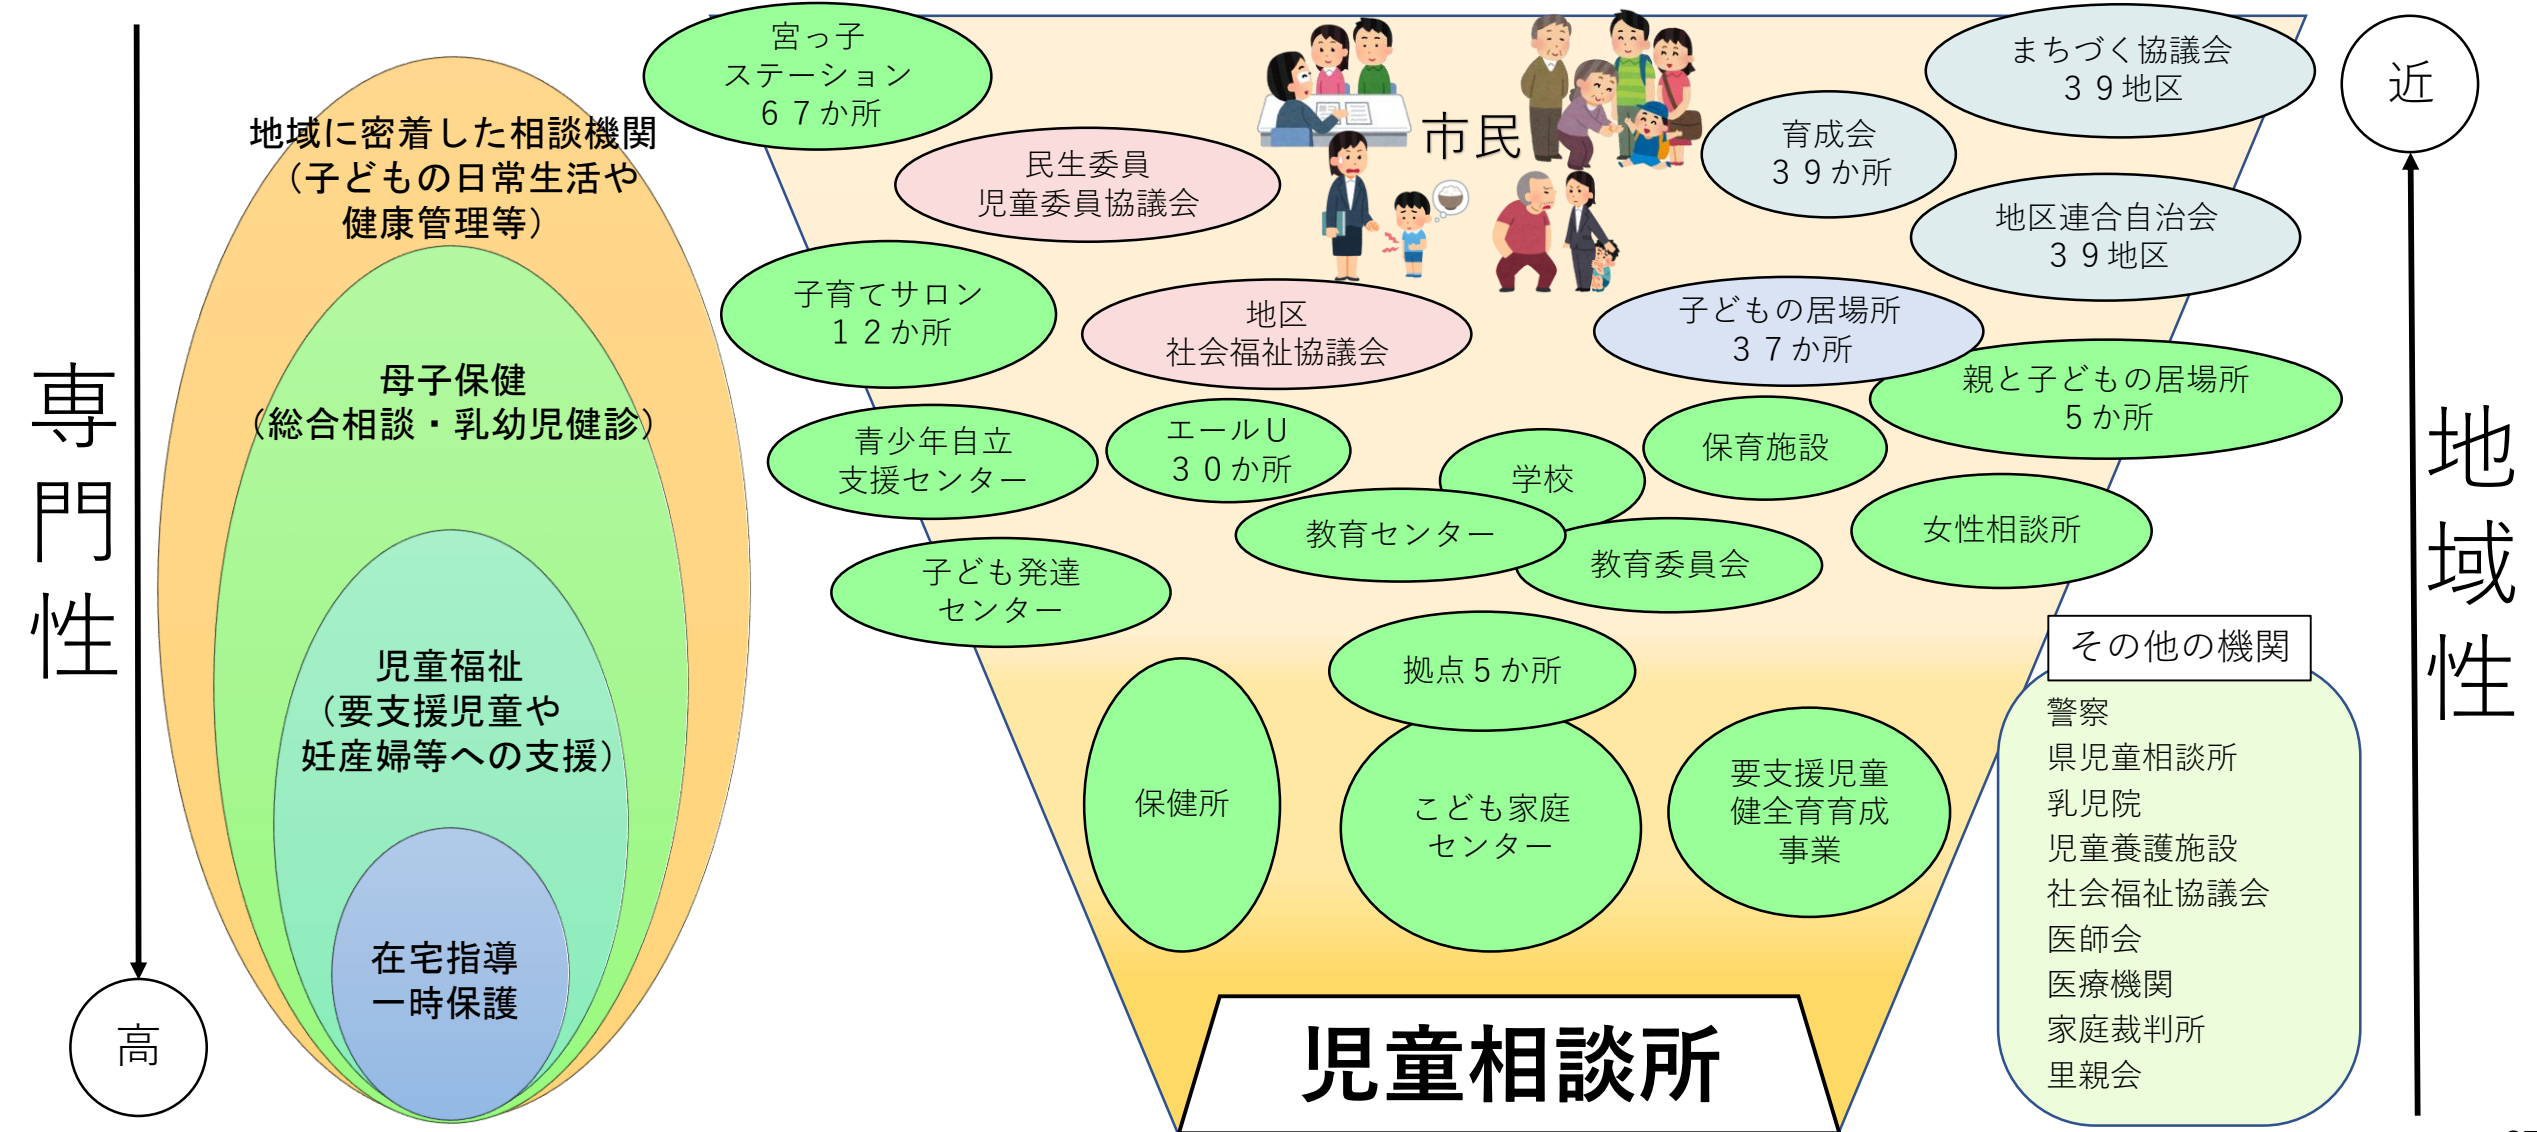 専門性
高
地域に密着した相談機関
（子どもの日常生活や
健康管理等）
母子保健
（総合相談・乳幼児健診）
児童福祉
（要支援児童や
妊産婦等への支援）
在宅指導
一時保護
宮っ子
ステーション
６７か所
民生委員
児童委員協議会
市民
まちづく協議会
３９地区
育成会
３９か所
地区連合自治会
３９地区
子育てサロン
１２か所
地区
社会福祉協議会
子どもの居場所
３７か所
親と子どもの居場所
５か所
青少年自立
支援センター
エールＵ
３０か所
学校
保育施設
教育センター
教育委員会
女性相談所
子ども発達
センター
拠点５か所
保健所
こども家庭
センター
要支援児童
健全育育成
事業
児童相談所
その他の機関
警察
県児童相談所
乳児院
児童養護施設
社会福祉協議会
医師会
医療機関
家庭裁判所
里親会
近
地域性